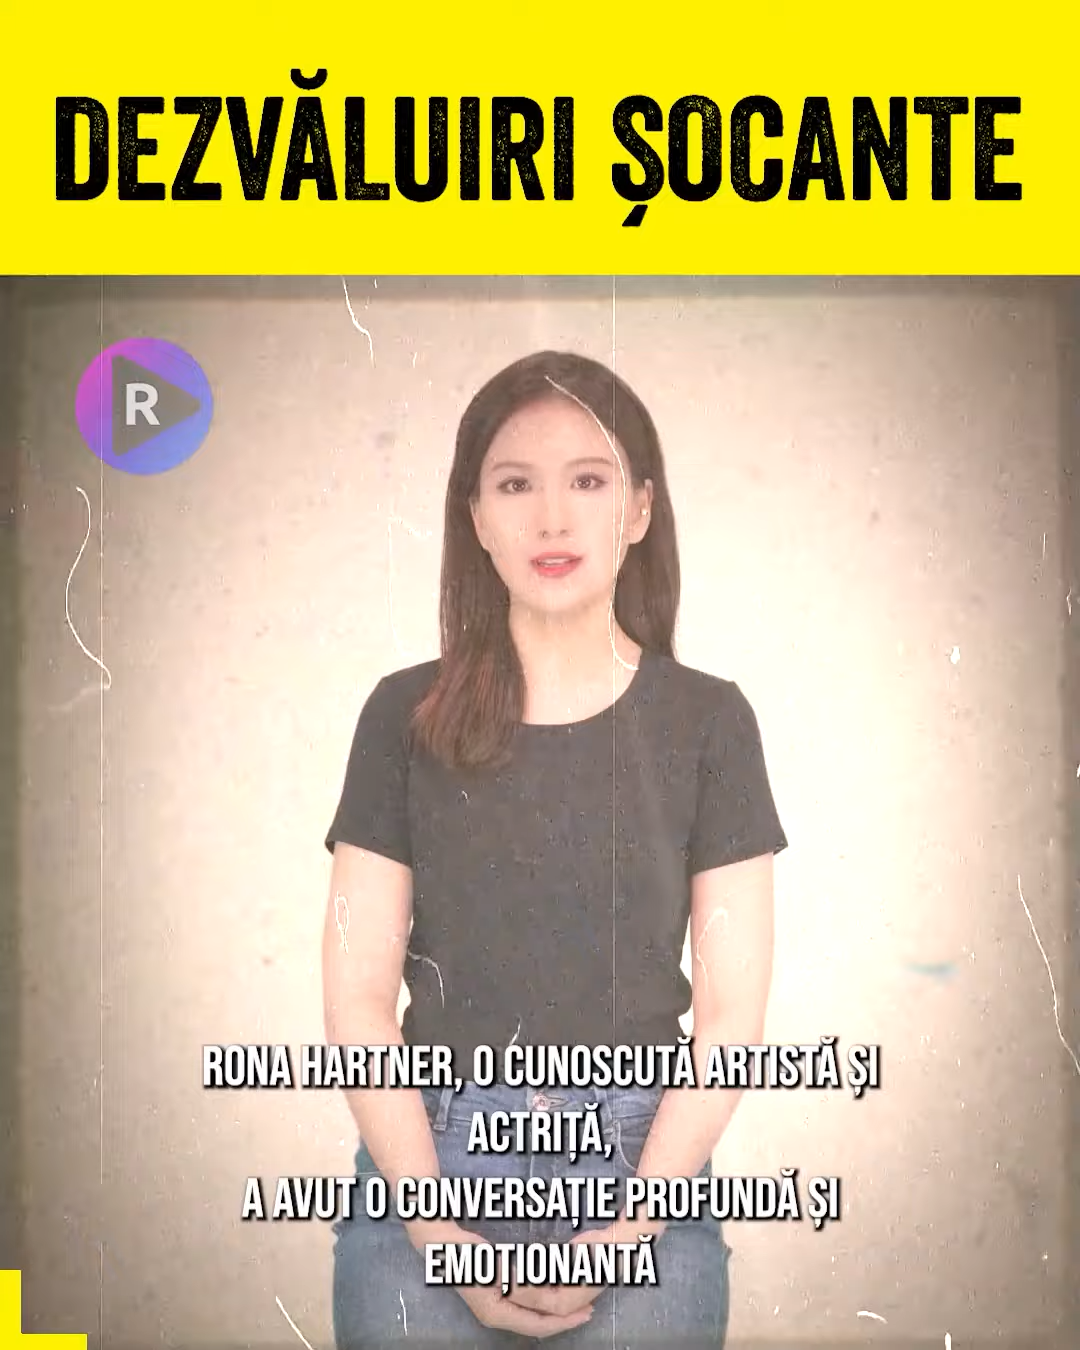 DEZVĂLUIRI ȘOCANTE
R
RONA HARTNER, O CUNOSCUTĂ ARTISTĂ ȘI
ACTRIȚĂ,
A AVUT O CONVERSAȚIE PROFUNDĂ ȘI
EMOȚIONANTĂ